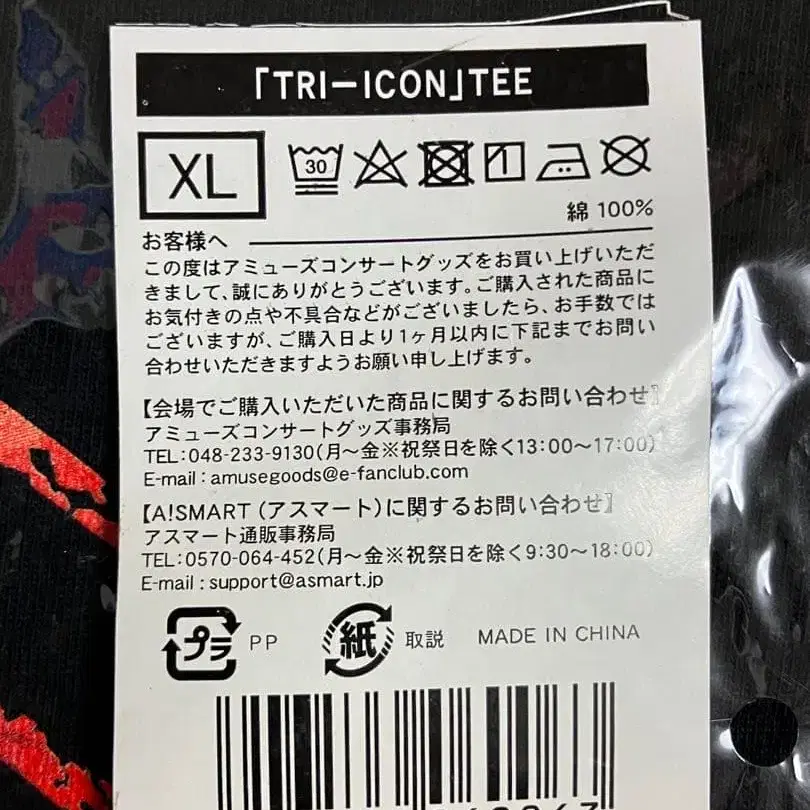 「TRI-ICON」TEE
XL
30
綿 100%
お客様へ
この度はアミューズコンサートグッズをお買い上げいただ
きまして、誠にありがとうございます。ご購入された商品に
お気付きの点や不具合などがございましたら、お手数では
ございますが、ご購入日より1ヶ月以内に下記までお問い
合わせいただきますようお願い申し上げます。
【会場でご購入いただいた商品に関するお問い合わせ】
アミューズコンサートグッズ事務局
TEL:048-233-9130(月〜金※祝祭日を除く13:00〜17:00)
E-mail:amusegoods@e-fanclub.com
【A!SMART(アスマート)に関するお問い合わせ】
アスマート通販事務局
TEL:0570-064-452(月〜金※祝祭日を除く9:30〜18:00)
E-mail:support@asmart.jp
プラ PP 紙 取説 MADE IN CHINA